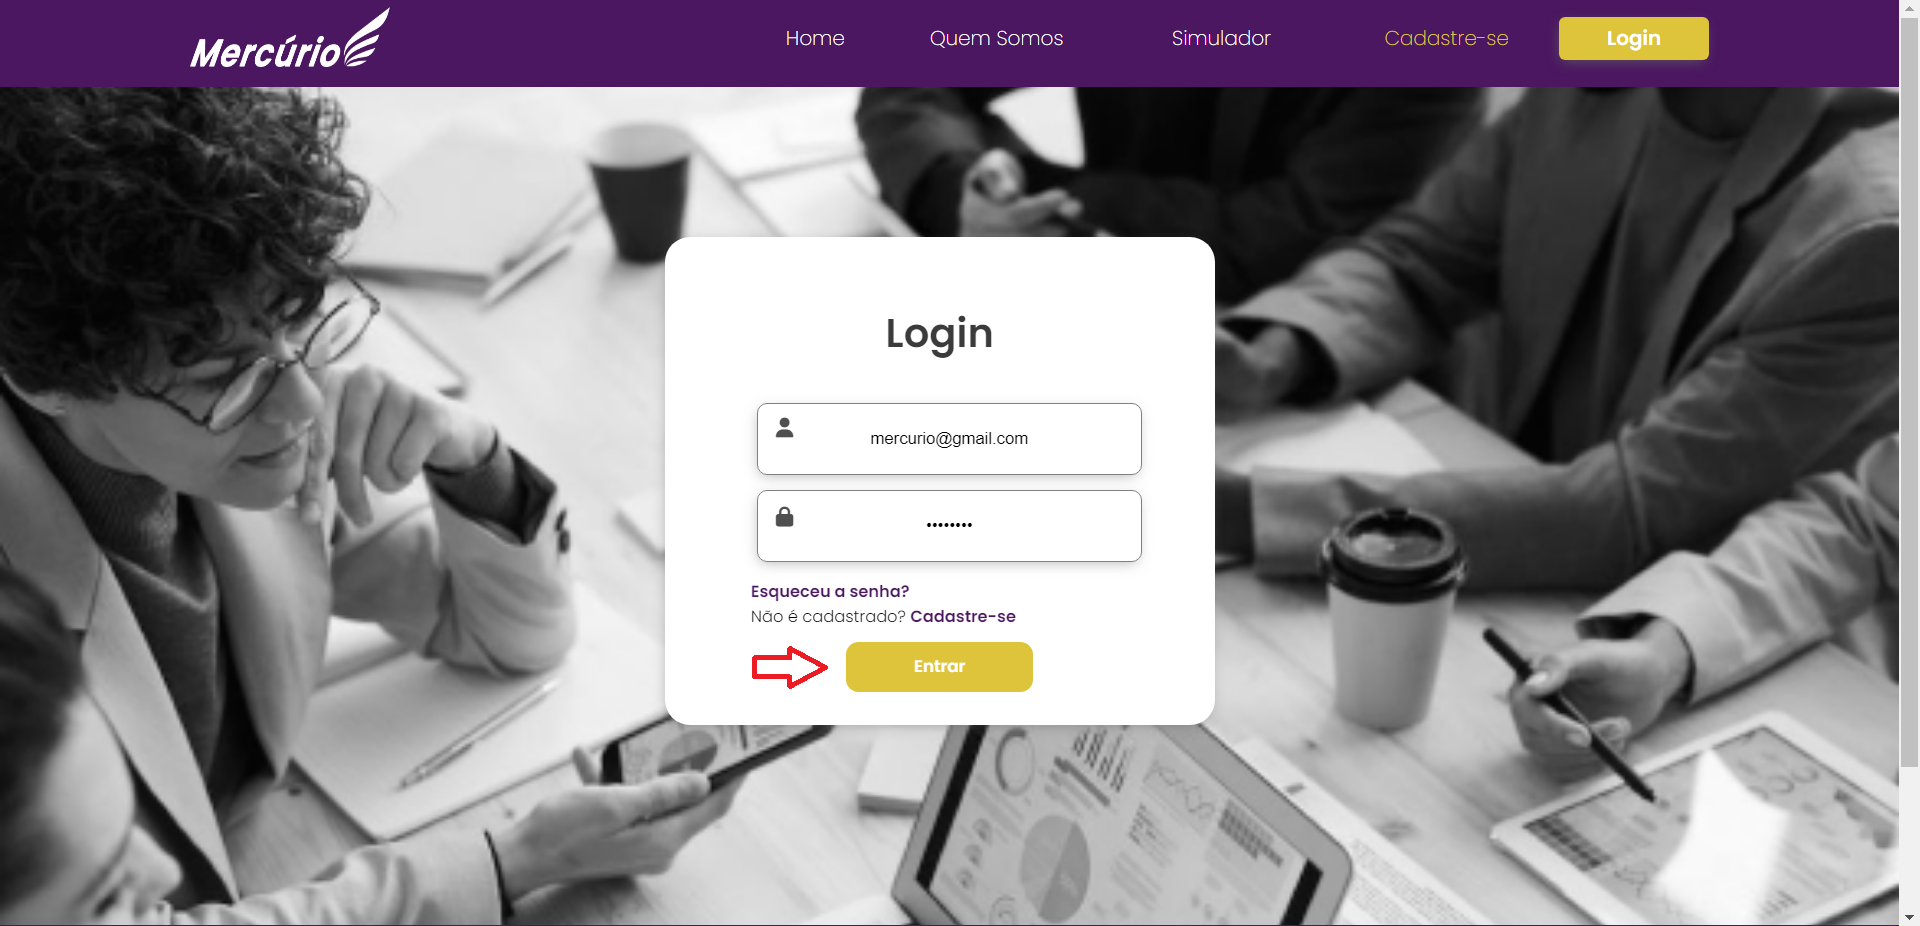 Mercúrio
Home Quem Somos Simulador Cadastre-se Login
Login
mercurio@gmail.com
••••••••
Esqueceu a senha?
Não é cadastrado? Cadastre-se
Entrar